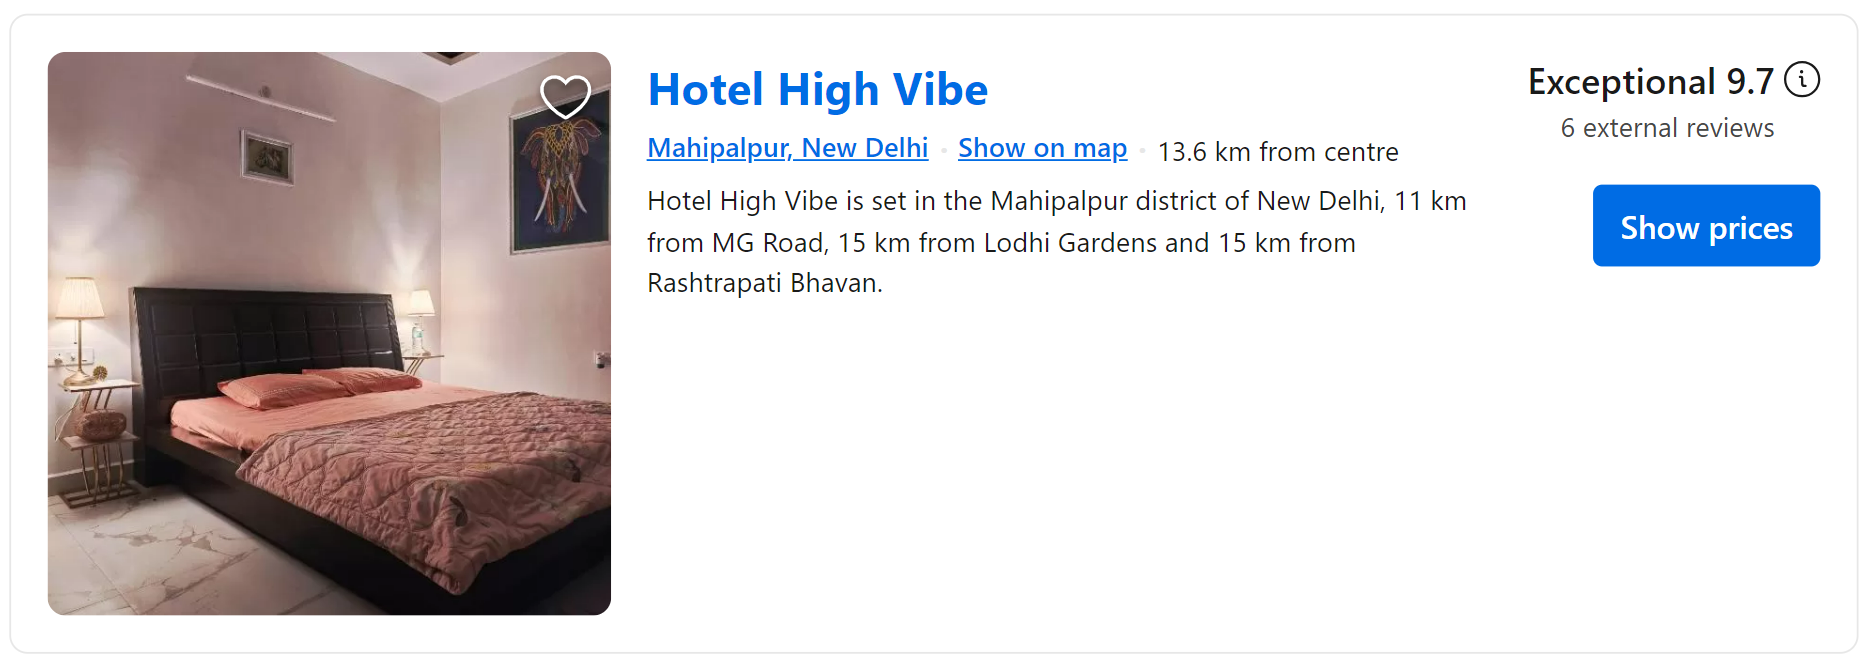 Hotel High Vibe
Mahipalpur, New Delhi • Show on map • 13.6 km from centre
Hotel High Vibe is set in the Mahipalpur district of New Delhi, 11 km
from MG Road, 15 km from Lodhi Gardens and 15 km from
Rashtrapati Bhavan.
Exceptional 9.7
6 external reviews
Show prices